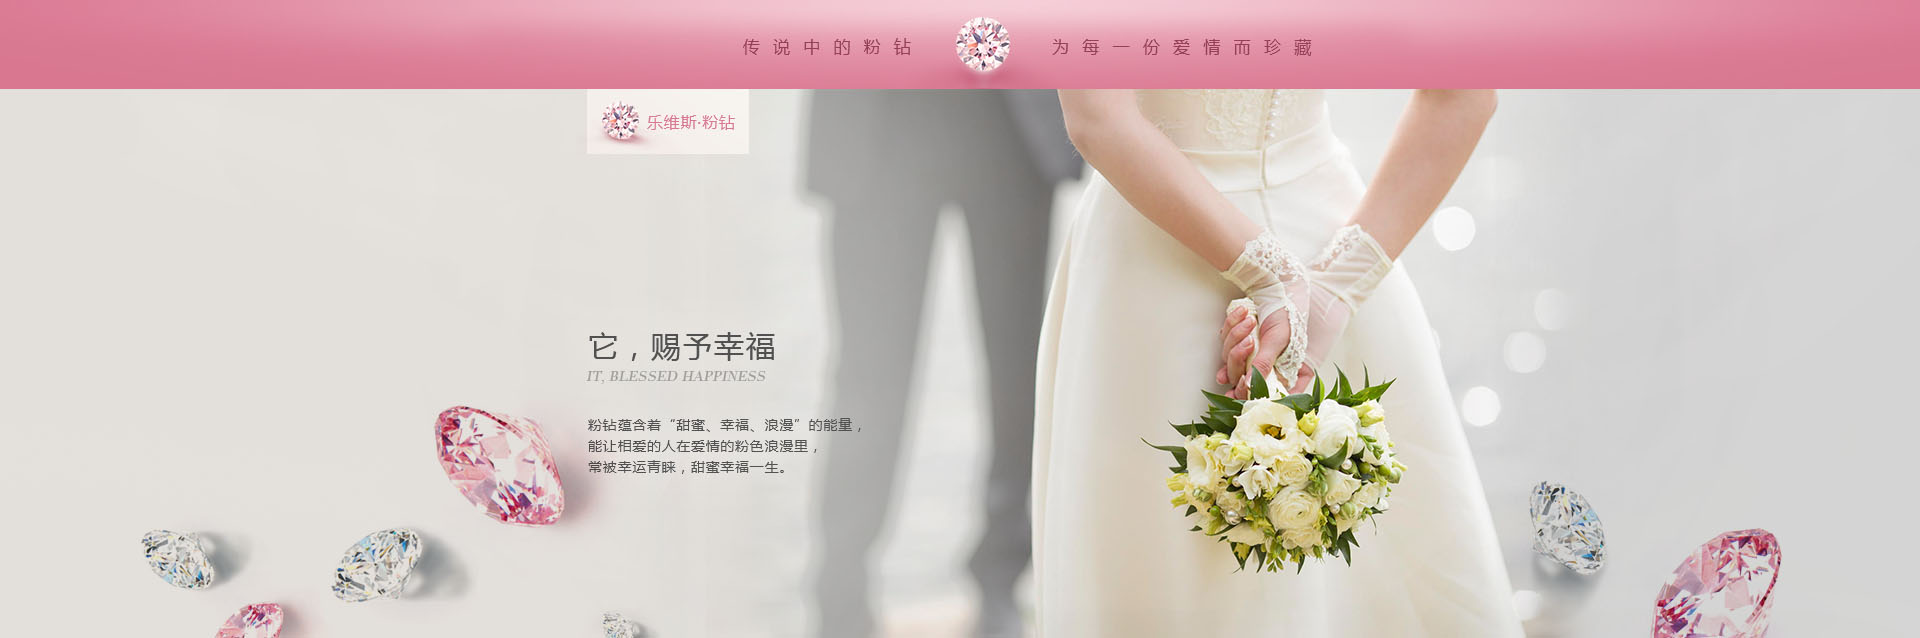 传说中的粉钻 为每一份爱情而珍藏
乐维斯·粉钻
它，赐予幸福
IT, BLESSED HAPPINESS
粉钻蕴含着“甜蜜、幸福、浪漫”的能量，
能让相爱的人在爱情的粉色浪漫里，
常被幸运青睐，甜蜜幸福一生。